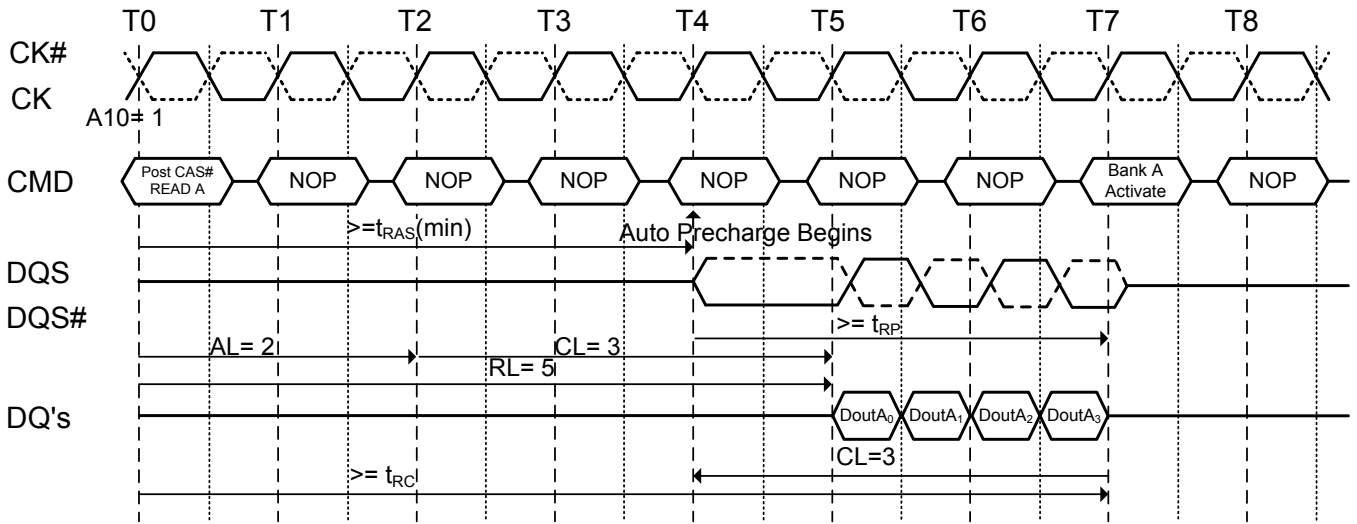 T0 T1 T2 T3 T4 T5 T6 T7 T8
CK#
CK
A10= 1
CMD
Post CAS#
READ A
NOP NOP NOP NOP NOP NOP
Bank A
Activate
NOP
>=tRAS(min)
Auto Precharge Begins
DQS
DQS#
>= tRP
AL= 2
CL= 3
RL= 5
DQ's
DoutA0 DoutA1 DoutA2 DoutA3
CL=3
>= tRC